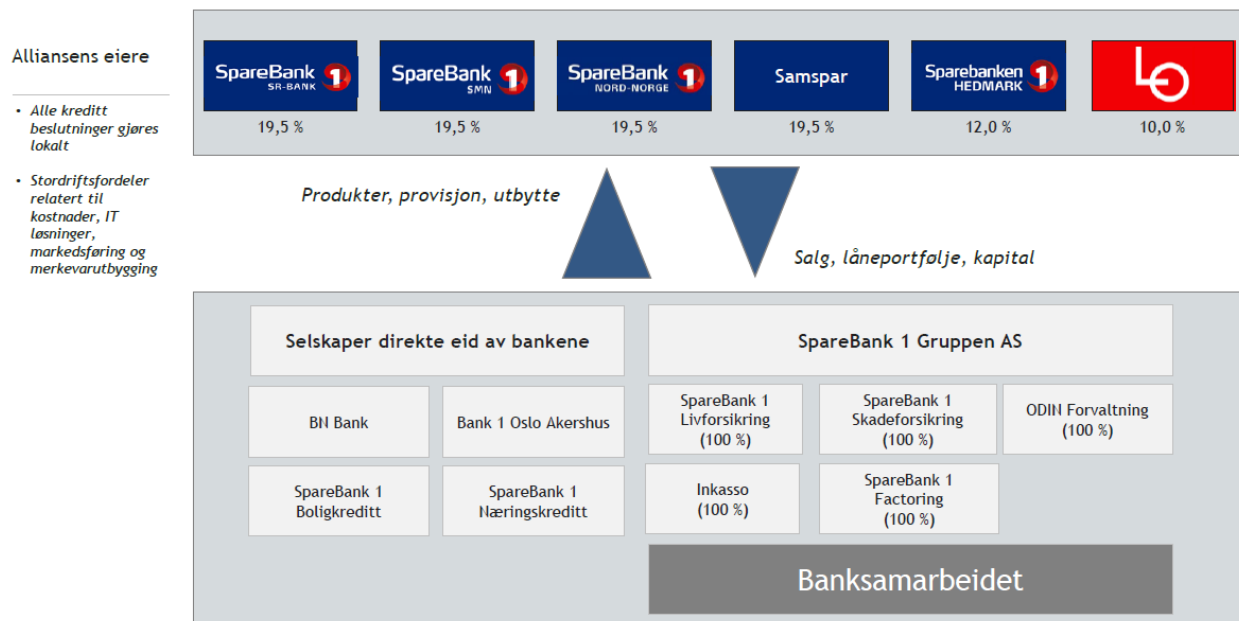 Alliansens eiere
• Alle kreditt
beslutninger gjøres
lokalt
• Stordriftsfordeler
relatert til
kostnader, IT
løsninger,
markedsføring og
merkevarutbygging
SpareBank 1
SR-BANK
19,5 %
SpareBank 1
SMN
19,5 %
SpareBank 1
NORD-NORGE
19,5 %
Samspar
19,5 %
Sparebanken 1
HEDMARK
12,0 %
LO
10,0 %
Produkter, provisjon, utbytte
Salg, låneportfølje, kapital
Selskaper direkte eid av bankene
BN Bank
Bank 1 Oslo Akershus
SpareBank 1
Boligkreditt
SpareBank 1
Næringskreditt
SpareBank 1 Gruppen AS
SpareBank 1
Livforsikring
(100 %)
SpareBank 1
Skadeforsikring
(100 %)
ODIN Forvaltning
(100 %)
Inkasso
(100 %)
SpareBank 1
Factoring
(100 %)
Banksamarbeidet